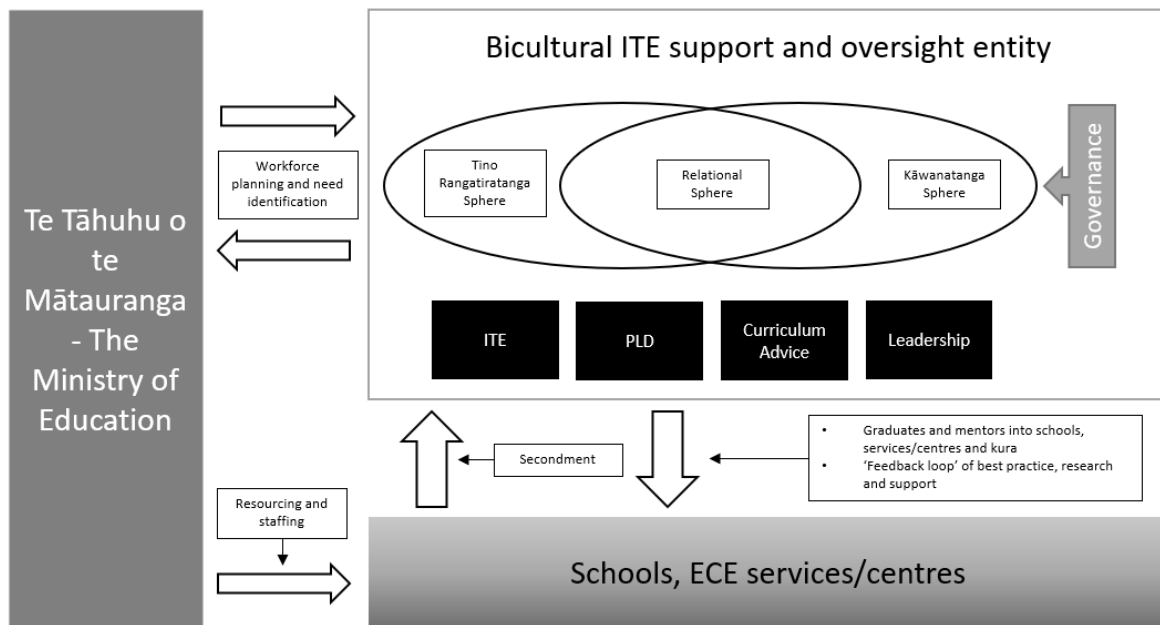 Te Tāhuhu o
te
Mātauranga
- The
Ministry of
Education
Bicultural ITE support and oversight entity
Workforce
planning and need
identification
Tino
Rangatiratanga
Sphere
Relational
Sphere
Kāwanatanga
Sphere
Governance
ITE
PLD
Curriculum
Advice
Leadership
Secondment
• Graduates and mentors into schools,
services/centres and kura
• ‘Feedback loop’ of best practice, research
and support
Resourcing and
staffing
Schools, ECE services/centres